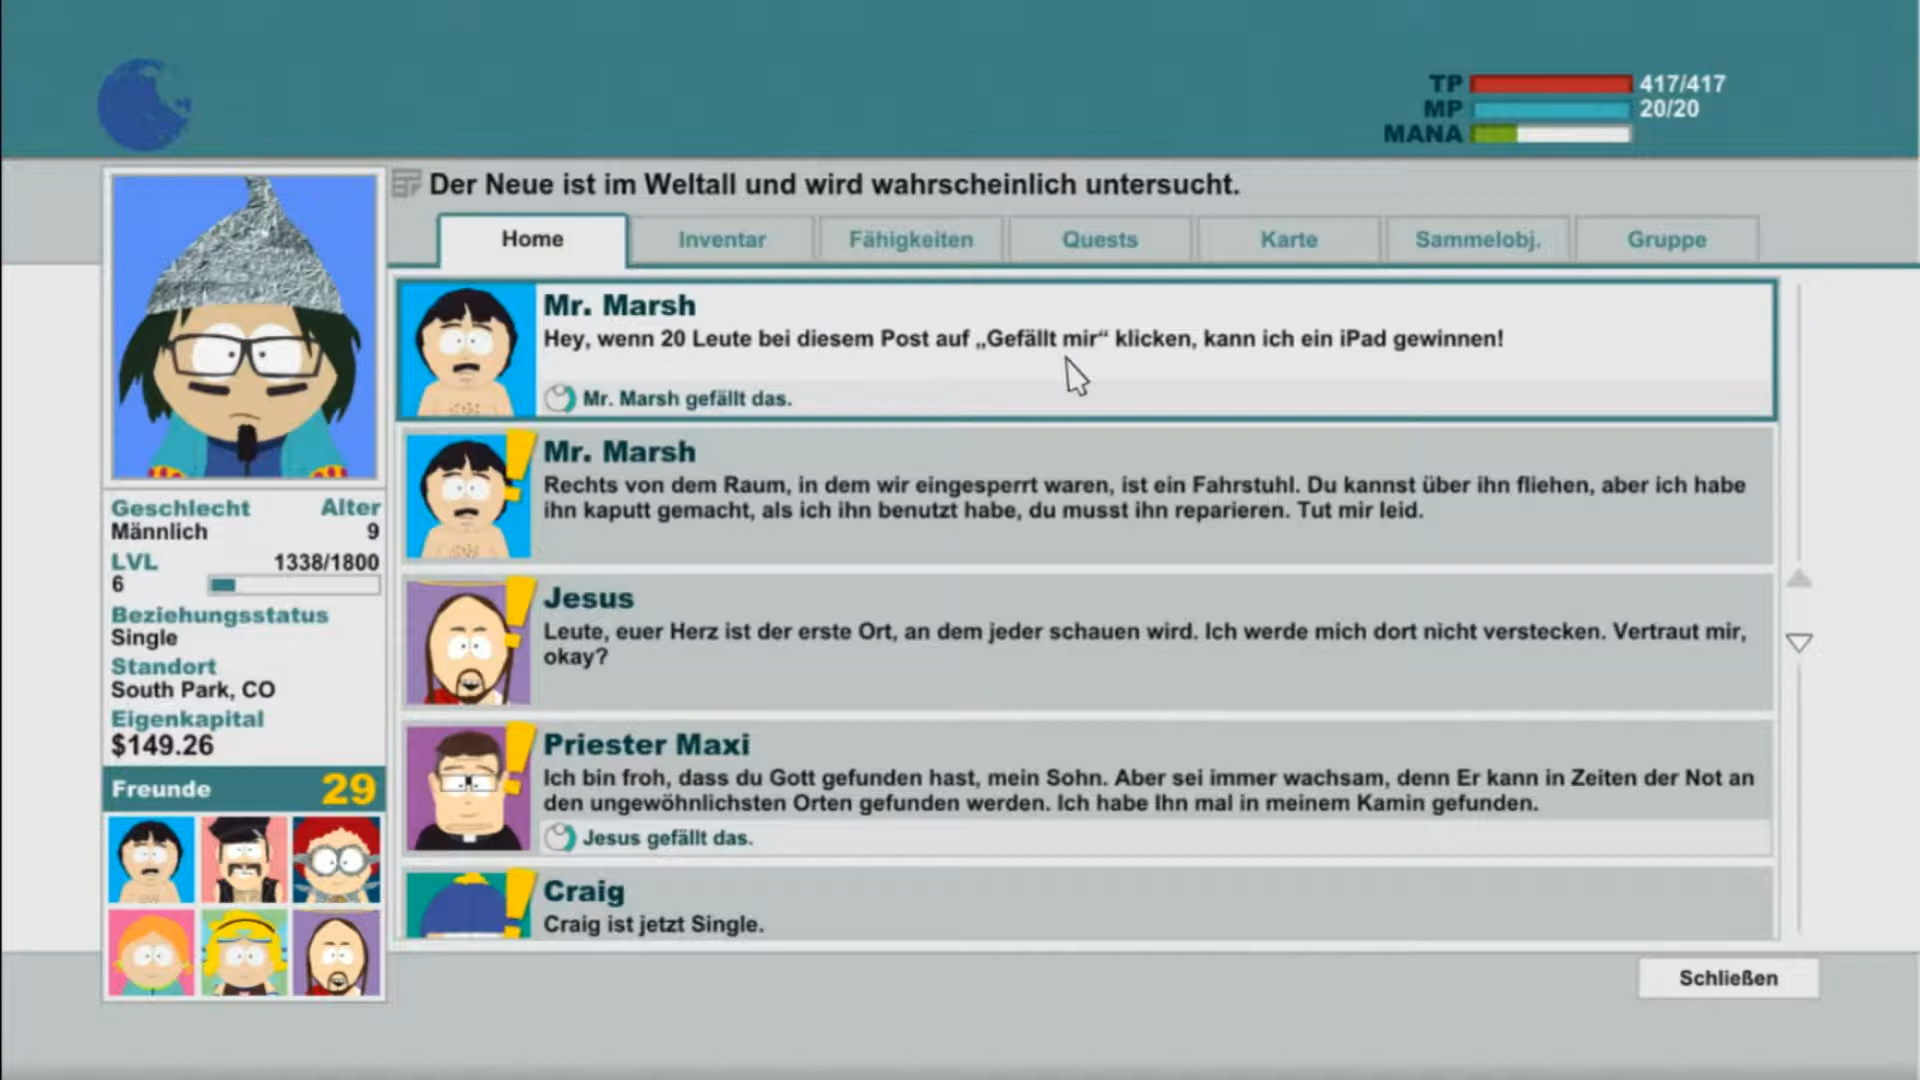 TP 417/417
MP 20/20
MANA
Der Neue ist im Weltall und wird wahrscheinlich untersucht.
Home Inventar Fähigkeiten Quests Karte Sammelobj. Gruppe
Mr. Marsh
Hey, wenn 20 Leute bei diesem Post auf „Gefällt mir“ klicken, kann ich ein iPad gewinnen!
Mr. Marsh gefällt das.
Mr. Marsh
Rechts von dem Raum, in dem wir eingesperrt waren, ist ein Fahrstuhl. Du kannst über ihn fliehen, aber ich habe
ihn kaputt gemacht, als ich ihn benutzt habe, du musst ihn reparieren. Tut mir leid.
Jesus
Leute, euer Herz ist der erste Ort, an dem jeder schauen wird. Ich werde mich dort nicht verstecken. Vertraut mir,
okay?
Priester Maxi
Ich bin froh, dass du Gott gefunden hast, mein Sohn. Aber sei immer wachsam, denn Er kann in Zeiten der Not an
den ungewöhnlichsten Orten gefunden werden. Ich habe Ihn mal in meinem Kamin gefunden.
Jesus gefällt das.
Craig
Craig ist jetzt Single.
Geschlecht Alter
Männlich 9
LVL 1338/1800
6
Beziehungsstatus
Single
Standort
South Park, CO
Eigenkapital
$149.26
Freunde 29
Schließen